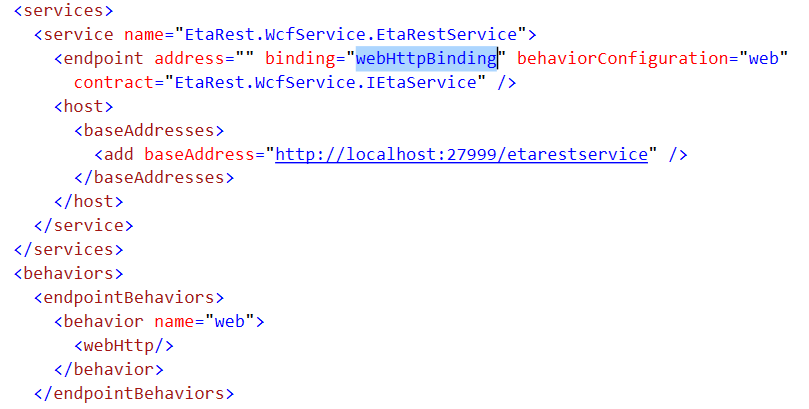 <services>
<service name="EtaRest.WcfService.EtaRestService">
<endpoint address="" binding="webHttpBinding" behaviorConfiguration="web"
contract="EtaRest.WcfService.IEtaService" />
<host>
<baseAddresses>
<add baseAddress="http://localhost:27999/etarestservice" />
</baseAddresses>
</host>
</service>
</services>
<behaviors>
<endpointBehaviors>
<behavior name="web">
<webHttp/>
</behavior>
</endpointBehaviors>